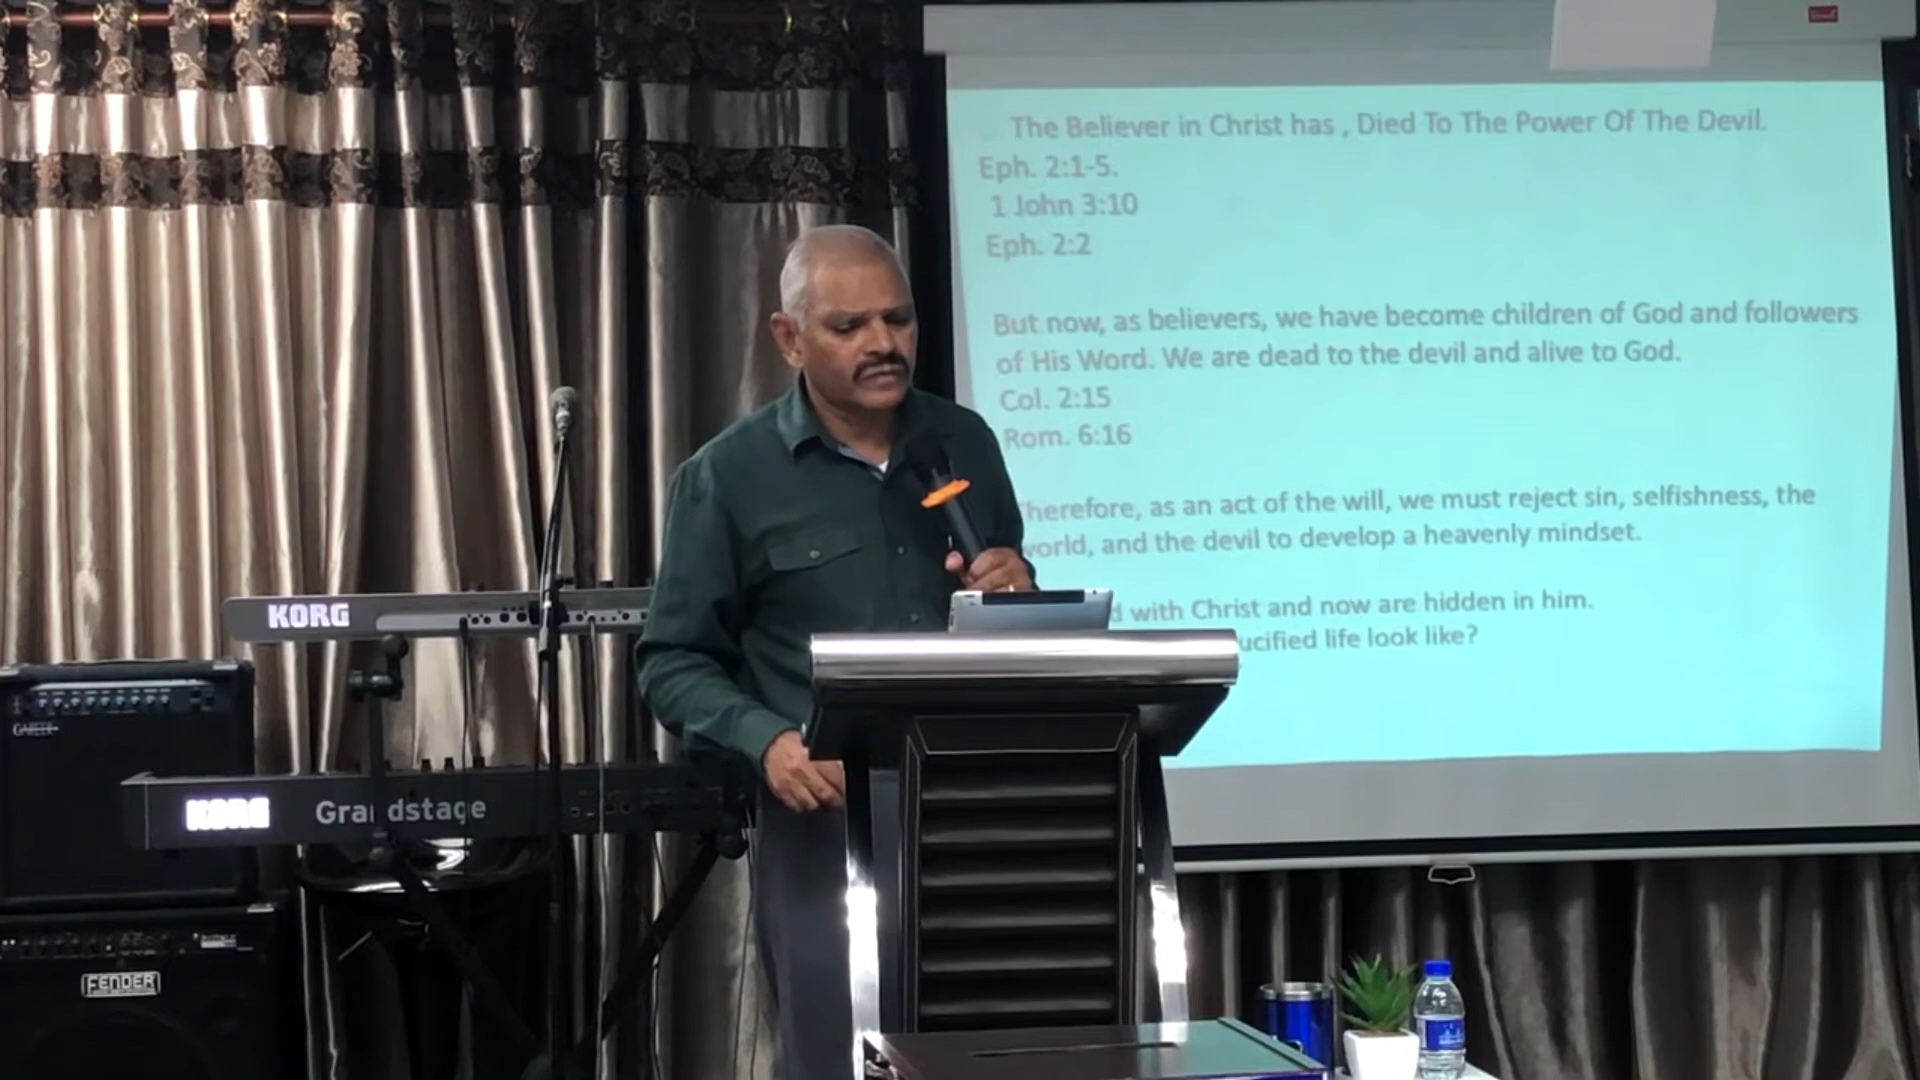 The Believer in Christ has , Died To The Power Of The Devil.
Eph. 2:1-5.
1 John 3:10
Eph. 2:2
But now, as believers, we have become children of God and followers
of His Word. We are dead to the devil and alive to God.
Col. 2:15
Rom. 6:16
Therefore, as an act of the will, we must reject sin, selfishness, the
world, and the devil to develop a heavenly mindset.
with Christ and now are hidden in him.
life look like?
KORG
KORG Grandstage
FENDER